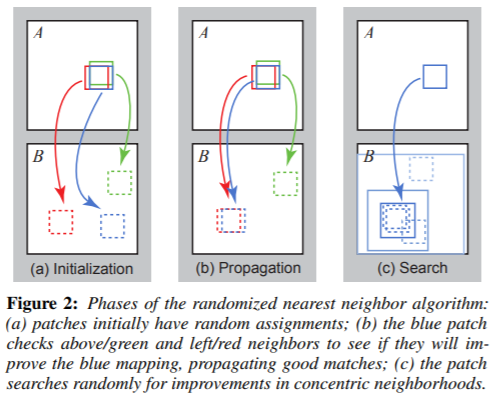 A
A
A
B
B
B
(a) Initialization
(b) Propagation
(c) Search
Figure 2: Phases of the randomized nearest neighbor algorithm:
(a) patches initially have random assignments; (b) the blue patch
checks above/green and left/red neighbors to see if they will im-
prove the blue mapping, propagating good matches; (c) the patch
searches randomly for improvements in concentric neighborhoods.